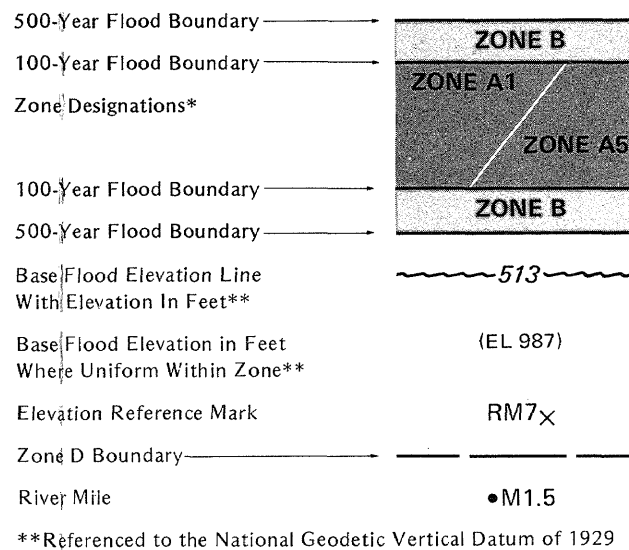 500-Year Flood Boundary
ZONE B
100-Year Flood Boundary
ZONE A1
Zone Designations*
ZONE A5
100-Year Flood Boundary
ZONE B
500-Year Flood Boundary
Base Flood Elevation Line
With Elevation In Feet**
513
Base Flood Elevation in Feet
Where Uniform Within Zone**
(EL 987)
Elevation Reference Mark
RM7×
Zone D Boundary
River Mile
•M1.5
**Referenced to the National Geodetic Vertical Datum of 1929